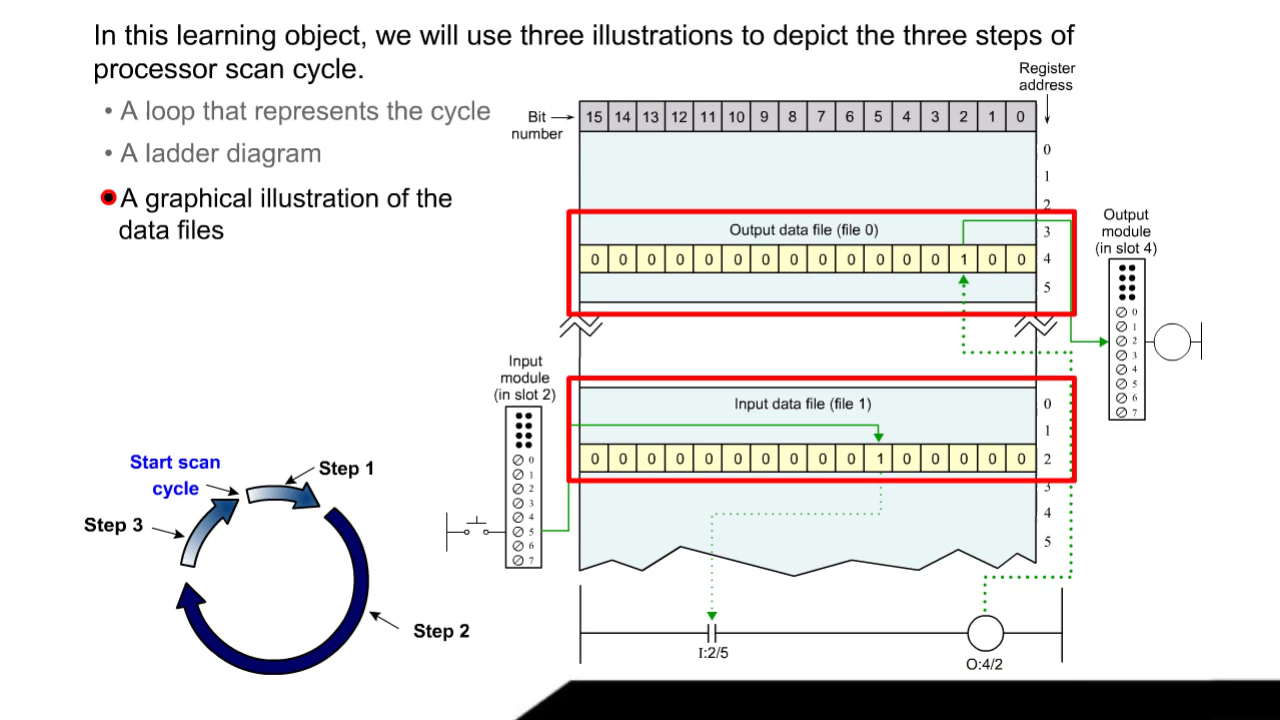 In this learning object, we will use three illustrations to depict the three steps of
processor scan cycle.
• A loop that represents the cycle
• A ladder diagram
A graphical illustration of the
data files
Register
address
Bit
number
15 14 13 12 11 10 9 8 7 6 5 4 3 2 1 0
0
1
2
Output data file (file 0)
3
0 0 0 0 0 0 0 0 0 0 0 0 0 1 0 0
4
5
Output
module
(in slot 4)
0
1
2
3
4
5
6
7
Input
module
(in slot 2)
0
1
2
3
4
5
6
7
Input data file (file 1)
0
1
0 0 0 0 0 0 0 0 0 0 1 0 0 0 0 0
2
3
4
5
I:2/5
O:4/2
Start scan
cycle
Step 1
Step 3
Step 2